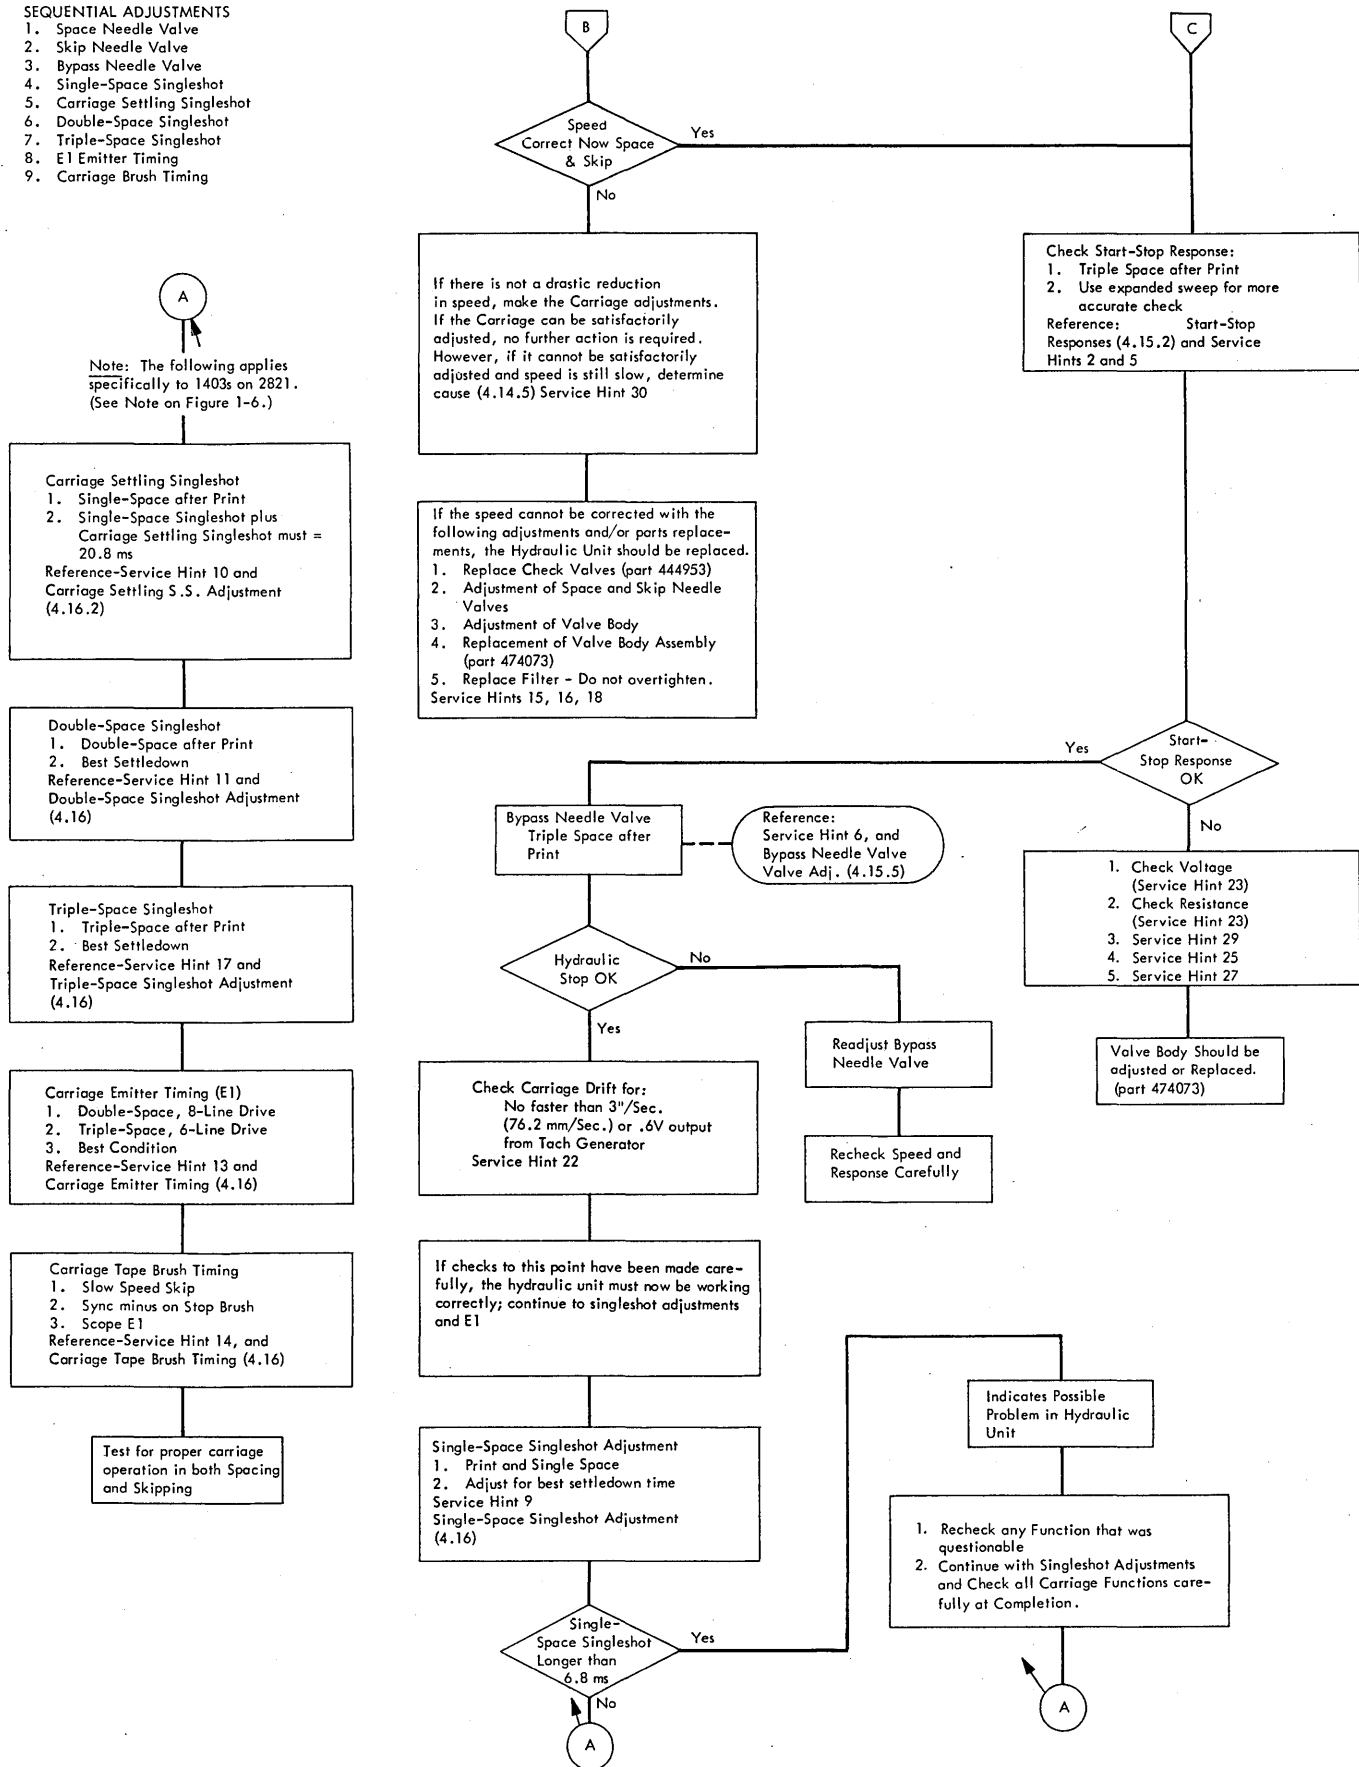 SEQUENTIAL ADJUSTMENTS
1. Space Needle Valve
2. Skip Needle Valve
3. Bypass Needle Valve
4. Single-Space Singleshot
5. Carriage Settling Singleshot
6. Double-Space Singleshot
7. Triple-Space Singleshot
8. E1 Emitter Timing
9. Carriage Brush Timing
A
Note: The following applies
specifically to 1403s on 2821.
(See Note on Figure 1-6.)
Carriage Settling Singleshot
1. Single-Space after Print
2. Single-Space Singleshot plus
Carriage Settling Singleshot must =
20.8 ms
Reference-Service Hint 10 and
Carriage Settling S.S. Adjustment
(4.16.2)
Double-Space Singleshot
1. Double-Space after Print
2. Best Settledown
Reference-Service Hint 11 and
Double-Space Singleshot Adjustment
(4.16)
Triple-Space Singleshot
1. Triple-Space after Print
2. Best Settledown
Reference-Service Hint 17 and
Triple-Space Singleshot Adjustment
(4.16)
Carriage Emitter Timing (E1)
1. Double-Space, 8-Line Drive
2. Triple-Space, 6-Line Drive
3. Best Condition
Reference-Service Hint 13 and
Carriage Emitter Timing (4.16)
Carriage Tape Brush Timing
1. Slow Speed Skip
2. Sync minus on Stop Brush
3. Scope E1
Reference-Service Hint 14, and
Carriage Tape Brush Timing (4.16)
Test for proper carriage
operation in both Spacing
and Skipping
B
Speed
Correct Now Space
& Skip
Yes
No
If there is not a drastic reduction
in speed, make the Carriage adjustments.
If the Carriage can be satisfactorily
adjusted, no further action is required.
However, if it cannot be satisfactorily
adjusted and speed is still slow, determine
cause (4.14.5) Service Hint 30
If the speed cannot be corrected with the
following adjustments and/or parts replace-
ments, the Hydraulic Unit should be replaced.
1. Replace Check Valves (part 444953)
2. Adjustment of Space and Skip Needle
Valves
3. Adjustment of Valve Body
4. Replacement of Valve Body Assembly
(part 474073)
5. Replace Filter - Do not overtighten.
Service Hints 15, 16, 18
C
Check Start-Stop Response:
1. Triple Space after Print
2. Use expanded sweep for more
accurate check
Reference: Start-Stop
Responses (4.15.2) and Service
Hints 2 and 5
Start-
Stop Response
OK
Yes
No
1. Check Voltage
(Service Hint 23)
2. Check Resistance
(Service Hint 23)
3. Service Hint 29
4. Service Hint 25
5. Service Hint 27
Valve Body Should be
adjusted or Replaced.
(part 474073)
Bypass Needle Valve
Triple Space after
Print
Reference:
Service Hint 6, and
Bypass Needle Valve
Valve Adj. (4.15.5)
Hydraulic
Stop OK
No
Yes
Readjust Bypass
Needle Valve
Recheck Speed and
Response Carefully
Check Carriage Drift for:
No faster than 3"/Sec.
(76.2 mm/Sec.) or .6V output
from Tach Generator
Service Hint 22
If checks to this point have been made care-
fully, the hydraulic unit must now be working
correctly; continue to singleshot adjustments
and E1
Single-Space Singleshot Adjustment
1. Print and Single Space
2. Adjust for best settledown time
Service Hint 9
Single-Space Singleshot Adjustment
(4.16)
Single-
Space Singleshot
Longer than
6.8 ms
Yes
No
A
Indicates Possible
Problem in Hydraulic
Unit
1. Recheck any Function that was
questionable
2. Continue with Singleshot Adjustments
and Check all Carriage Functions care-
fully at Completion.
A